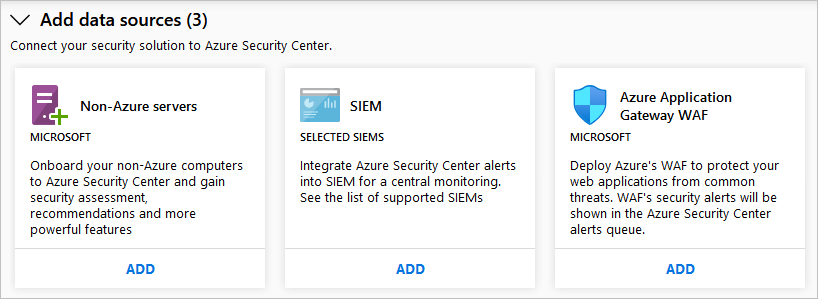 Add data sources (3)
Connect your security solution to Azure Security Center.
Non-Azure servers
MICROSOFT
Onboard your non-Azure computers
to Azure Security Center and gain
security assessment,
recommendations and more
powerful features
ADD
SIEM
SELECTED SIEMS
Integrate Azure Security Center alerts
into SIEM for a central monitoring.
See the list of supported SIEMs
ADD
Azure Application
Gateway WAF
MICROSOFT
Deploy Azure's WAF to protect your
web applications from common
threats. WAF's security alerts will be
shown in the Azure Security Center
alerts queue.
ADD